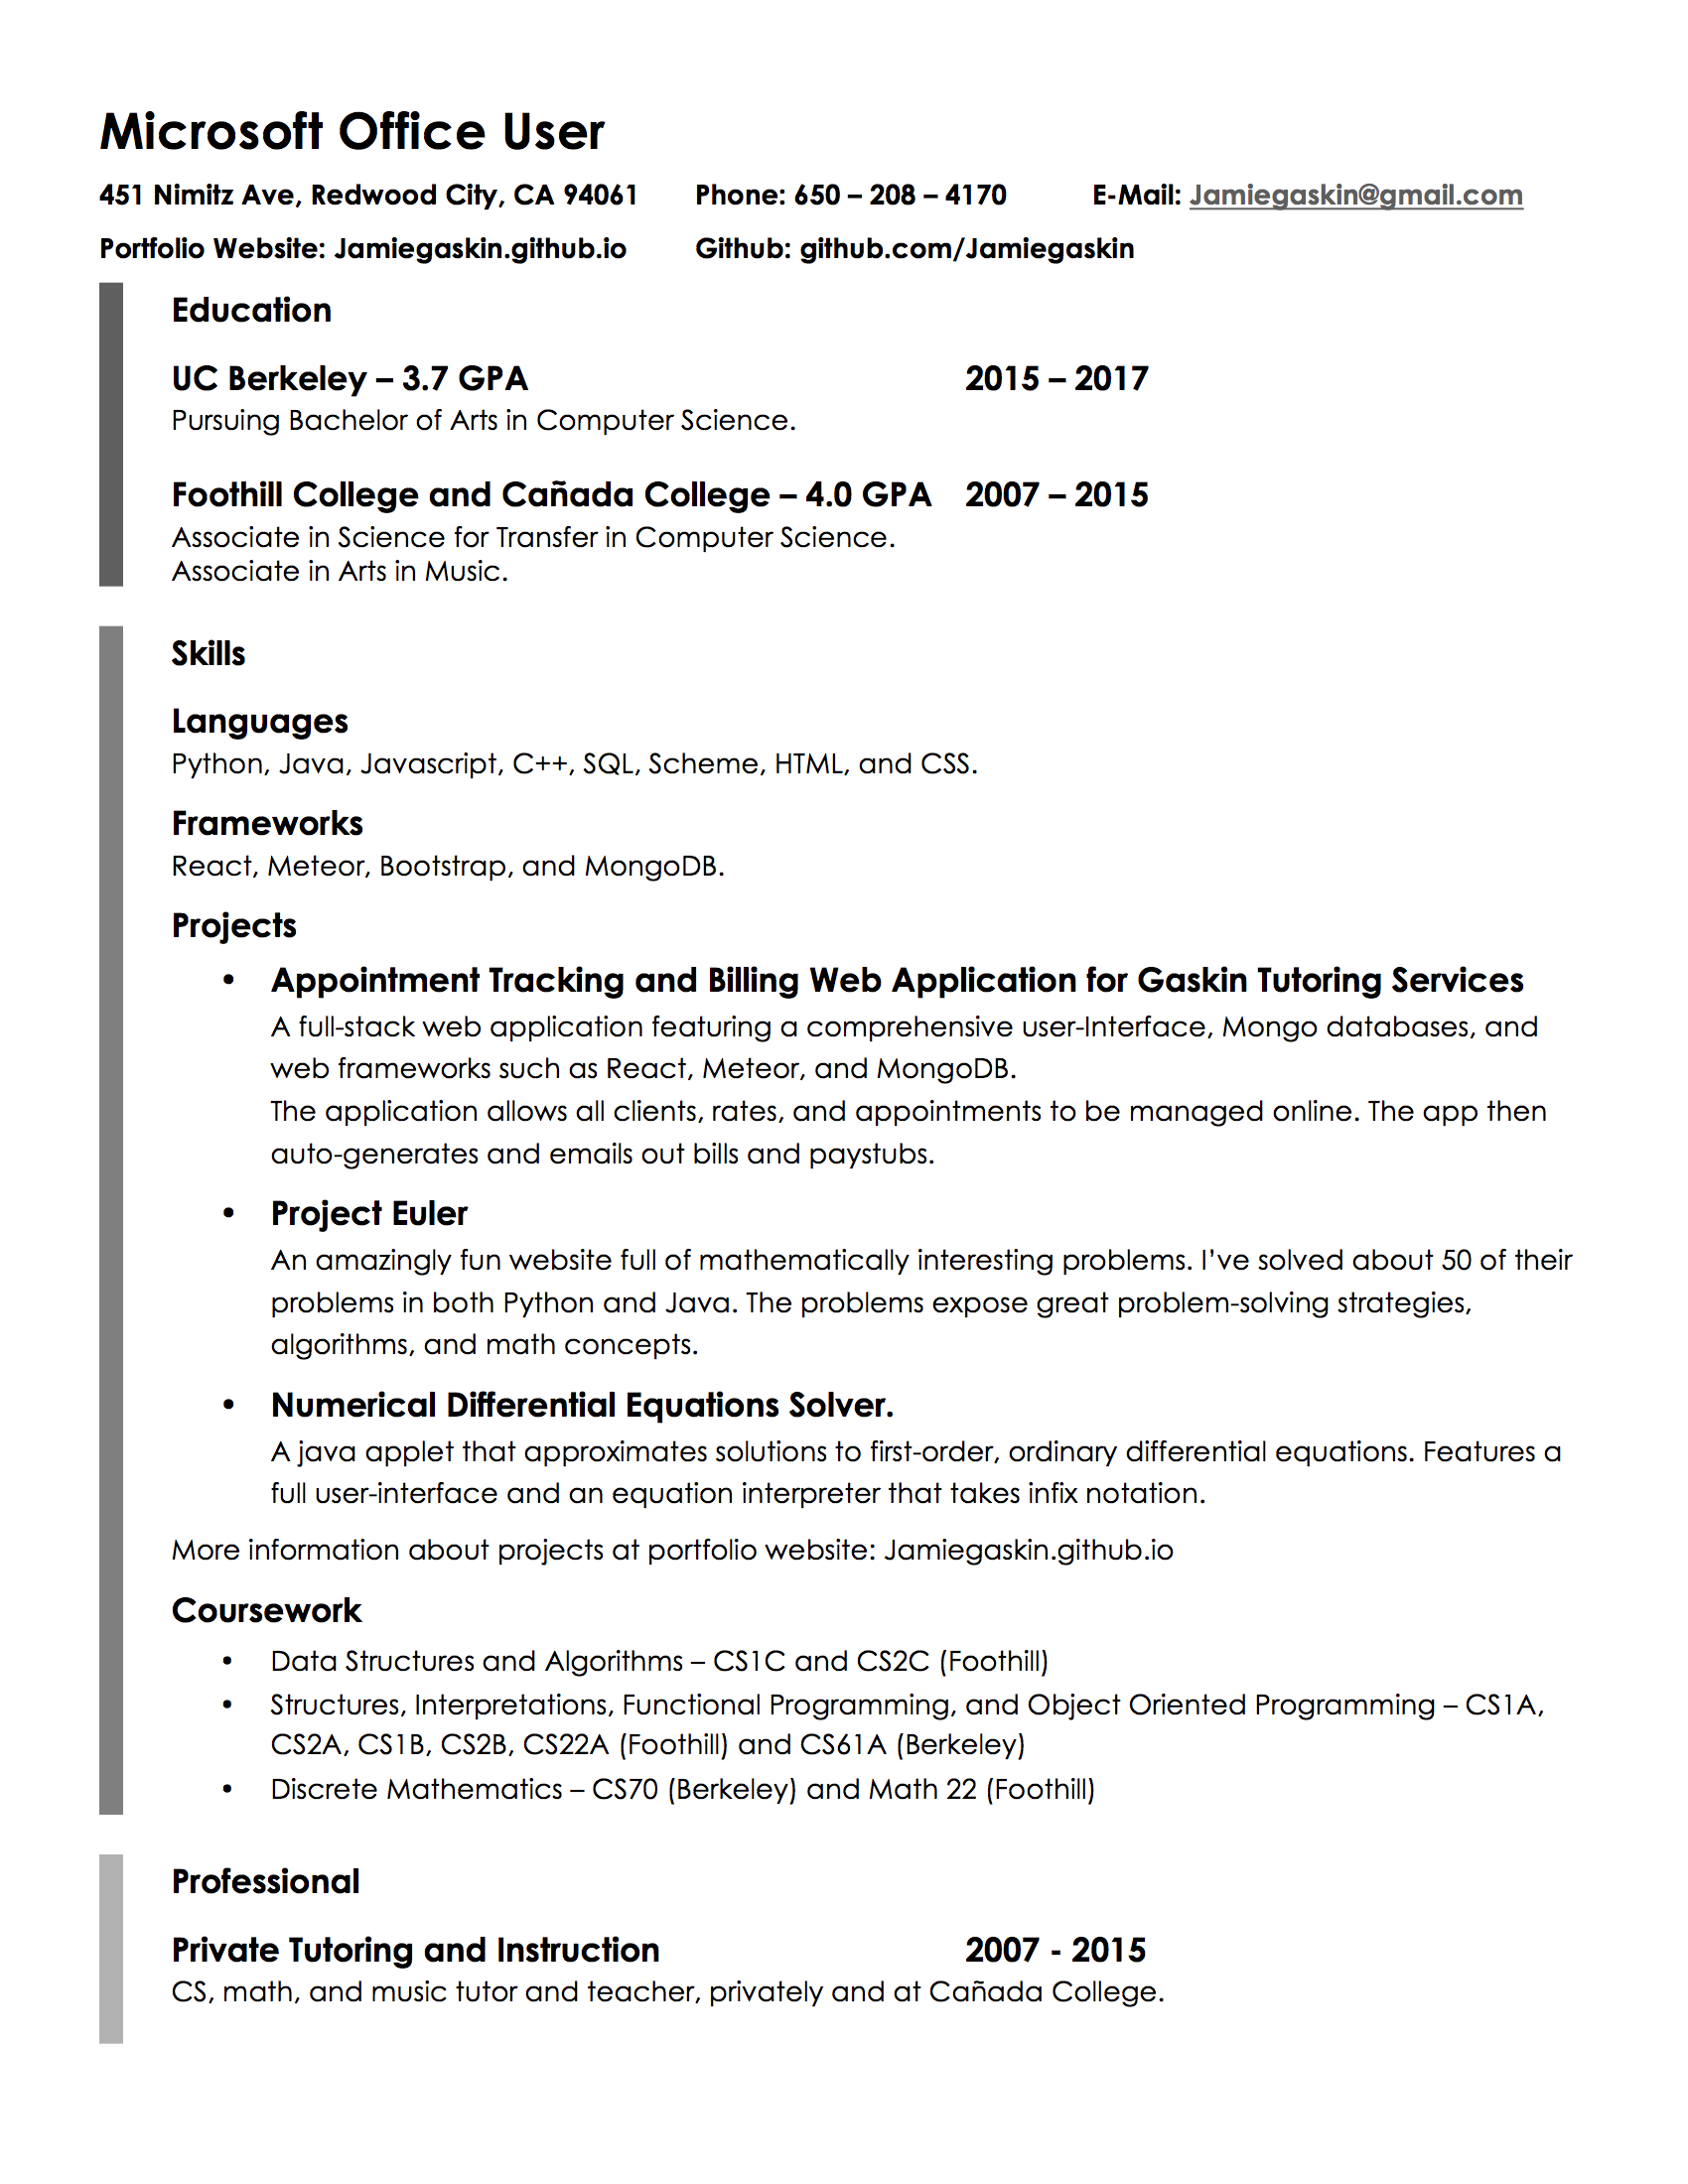 Microsoft Office User
451 Nimitz Ave, Redwood City, CA 94061 Phone: 650 – 208 – 4170 E-Mail: Jamiegaskin@gmail.com
Portfolio Website: Jamiegaskin.github.io Github: github.com/Jamiegaskin
Education
UC Berkeley – 3.7 GPA 2015 – 2017
Pursuing Bachelor of Arts in Computer Science.
Foothill College and Cañada College – 4.0 GPA 2007 – 2015
Associate in Science for Transfer in Computer Science.
Associate in Arts in Music.
Skills
Languages
Python, Java, Javascript, C++, SQL, Scheme, HTML, and CSS.
Frameworks
React, Meteor, Bootstrap, and MongoDB.
Projects
• Appointment Tracking and Billing Web Application for Gaskin Tutoring Services
A full-stack web application featuring a comprehensive user-Interface, Mongo databases, and
web frameworks such as React, Meteor, and MongoDB.
The application allows all clients, rates, and appointments to be managed online. The app then
auto-generates and emails out bills and paystubs.
• Project Euler
An amazingly fun website full of mathematically interesting problems. I’ve solved about 50 of their
problems in both Python and Java. The problems expose great problem-solving strategies,
algorithms, and math concepts.
• Numerical Differential Equations Solver.
A java applet that approximates solutions to first-order, ordinary differential equations. Features a
full user-interface and an equation interpreter that takes infix notation.
More information about projects at portfolio website: Jamiegaskin.github.io
Coursework
• Data Structures and Algorithms – CS1C and CS2C (Foothill)
• Structures, Interpretations, Functional Programming, and Object Oriented Programming – CS1A,
CS2A, CS1B, CS2B, CS22A (Foothill) and CS61A (Berkeley)
• Discrete Mathematics – CS70 (Berkeley) and Math 22 (Foothill)
Professional
Private Tutoring and Instruction 2007 - 2015
CS, math, and music tutor and teacher, privately and at Cañada College.